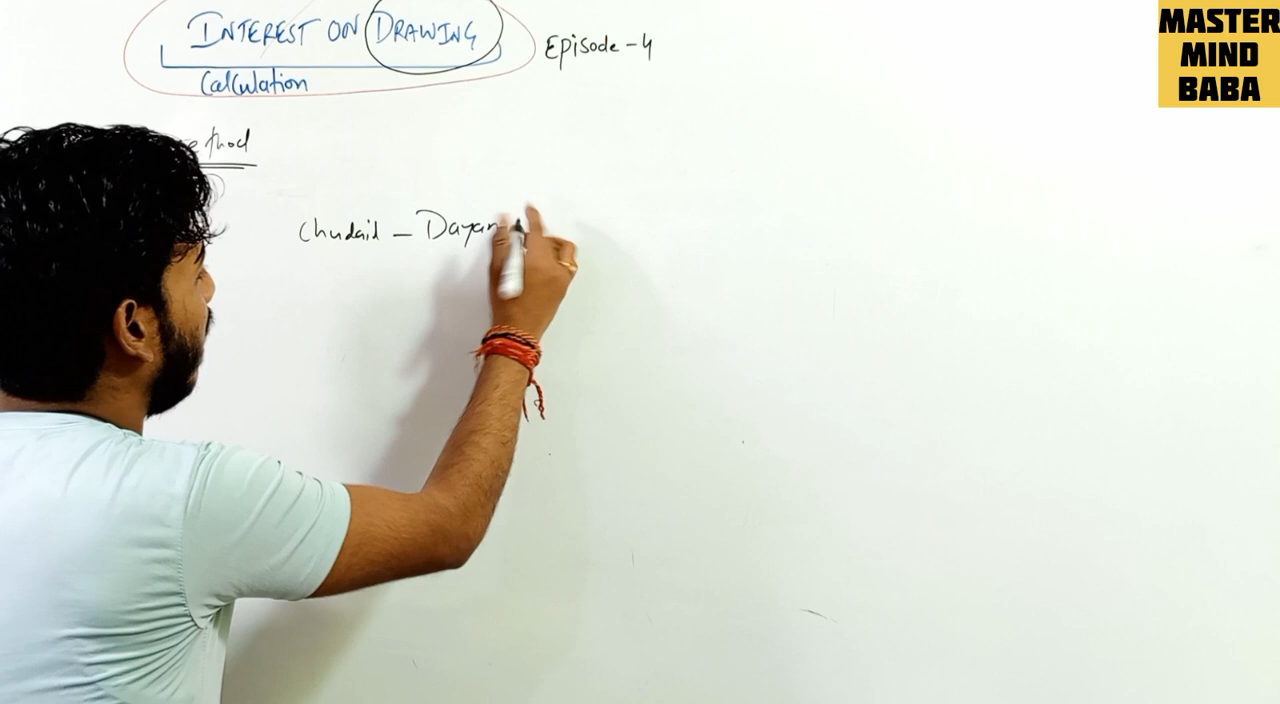 INTEREST ON DRAWING
Episode - 4
Calculation
Chudail - Dayan
MASTER
MIND
BABA